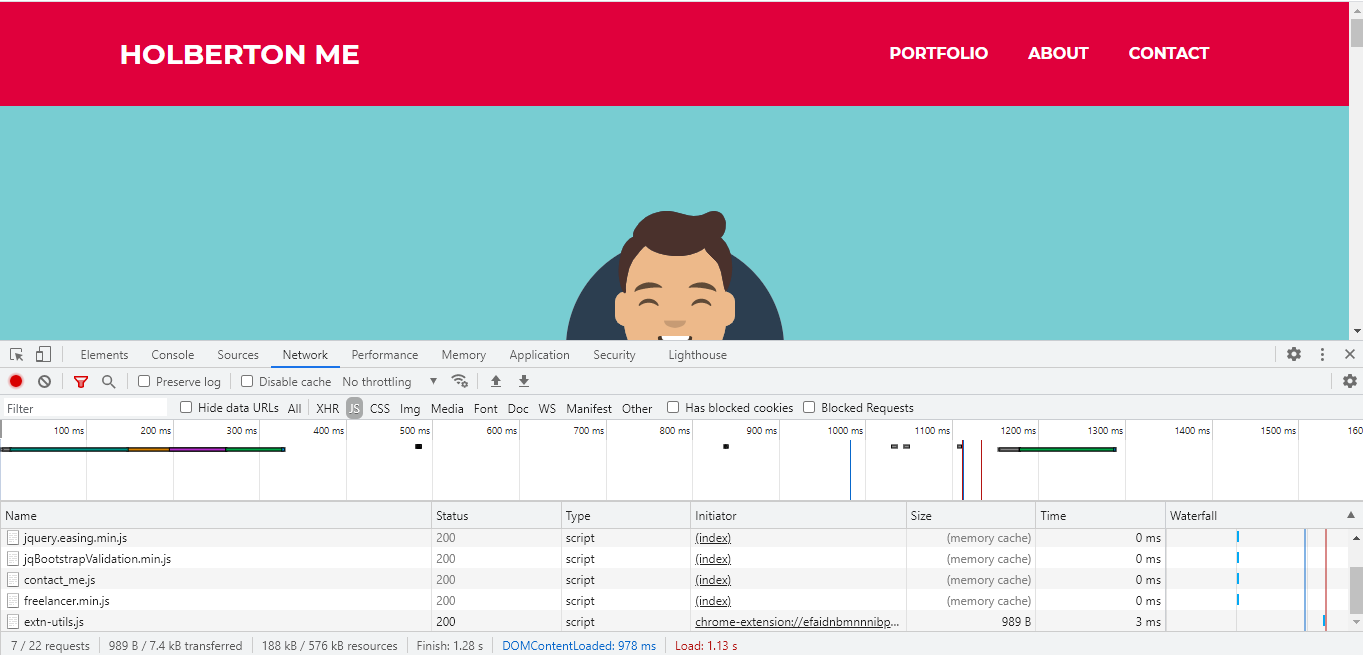 HOLBERTON ME PORTFOLIO ABOUT CONTACT
Elements Console Sources Network Performance Memory Application Security Lighthouse
Preserve log Disable cache No throttling
Filter Hide data URLs All XHR JS CSS Img Media Font Doc WS Manifest Other Has blocked cookies Blocked Requests
100 ms 200 ms 300 ms 400 ms 500 ms 600 ms 700 ms 800 ms 900 ms 1000 ms 1100 ms 1200 ms 1300 ms 1400 ms 1500 ms 160
Name Status Type Initiator Size Time Waterfall
jquery.easing.min.js 200 script (index) (memory cache) 0 ms
jqBootstrapValidation.min.js 200 script (index) (memory cache) 0 ms
contact_me.js 200 script (index) (memory cache) 0 ms
freelancer.min.js 200 script (index) (memory cache) 0 ms
extn-utils.js 200 script chrome-extension://efaidnbmnnnibp... 989 B 3 ms
7 / 22 requests 989 B / 7.4 kB transferred 188 kB / 576 kB resources Finish: 1.28 s DOMContentLoaded: 978 ms Load: 1.13 s